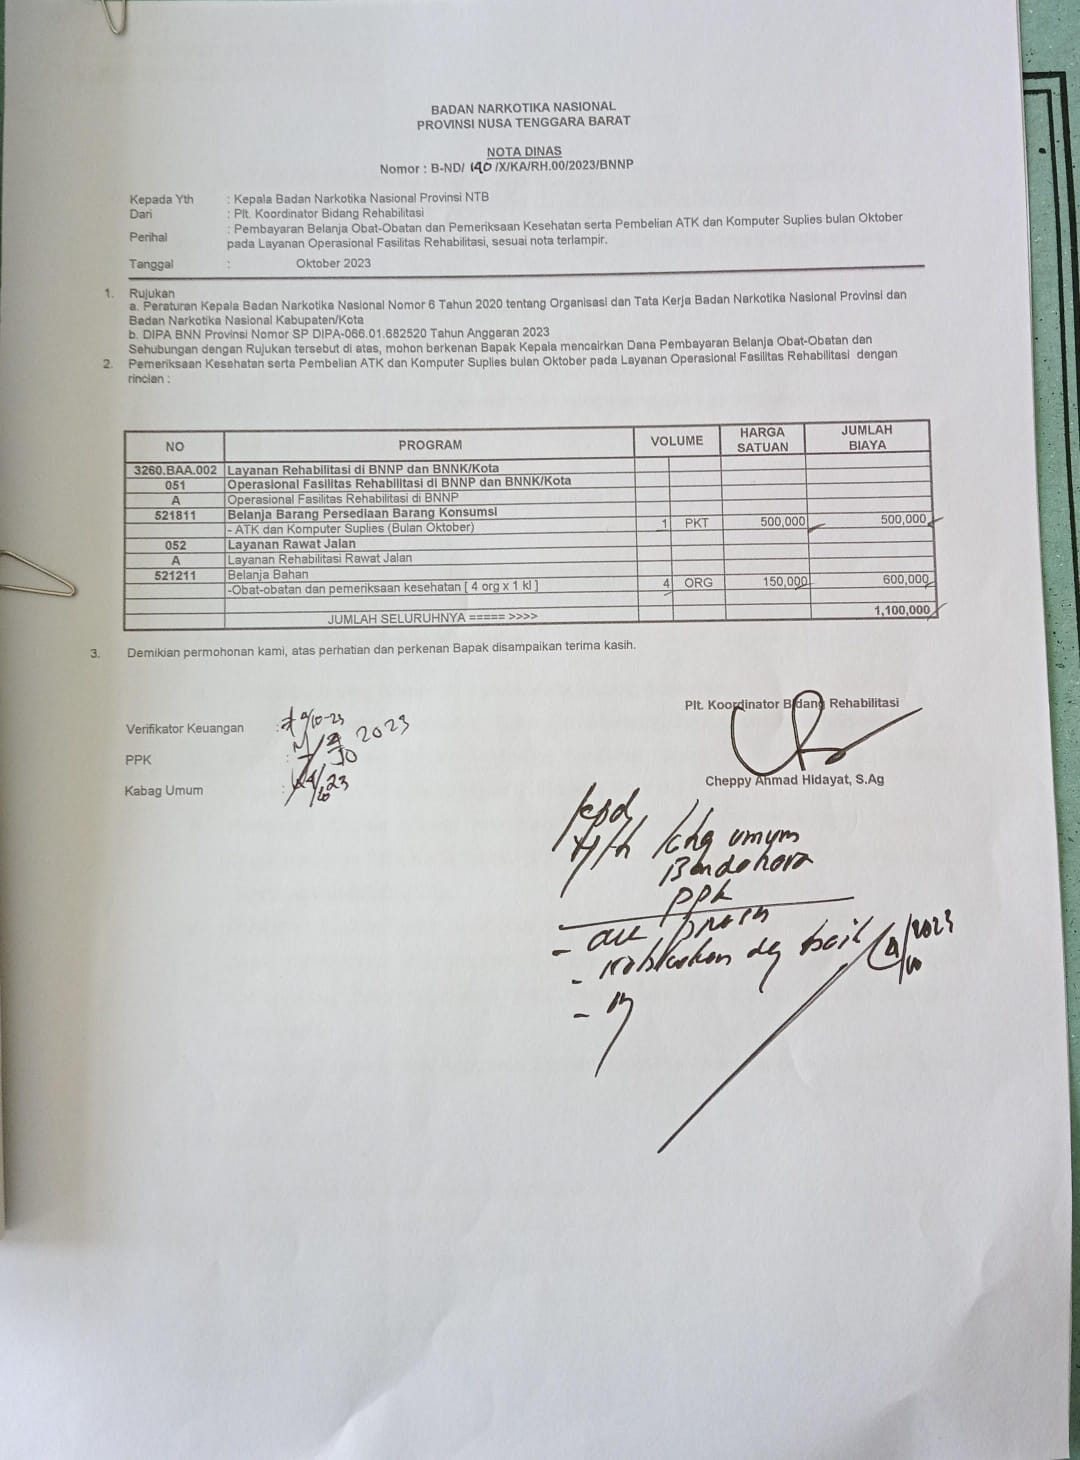 BADAN NARKOTIKA NASIONAL
PROVINSI NUSA TENGGARA BARAT
NOTA DINAS
Nomor : B-ND/ 190 /X/KA/RH.00/2023/BNNP
Kepada Yth : Kepala Badan Narkotika Nasional Provinsi NTB
Dari : Plt. Koordinator Bidang Rehabilitasi
Perihal : Pembayaran Belanja Obat-Obatan dan Pemeriksaan Kesehatan serta Pembelian ATK dan Komputer Suplies bulan Oktober
pada Layanan Operasional Fasilitas Rehabilitasi, sesuai nota terlampir.
Tanggal : Oktober 2023
1. Rujukan
a. Peraturan Kepala Badan Narkotika Nasional Nomor 6 Tahun 2020 tentang Organisasi dan Tata Kerja Badan Narkotika Nasional Provinsi dan
Badan Narkotika Nasional Kabupaten/Kota
b. DIPA BNN Provinsi Nomor SP DIPA-066.01.682520 Tahun Anggaran 2023
Sehubungan dengan Rujukan tersebut di atas, mohon berkenan Bapak Kepala mencairkan Dana Pembayaran Belanja Obat-Obatan dan
2. Pemeriksaan Kesehatan serta Pembelian ATK dan Komputer Suplies bulan Oktober pada Layanan Operasional Fasilitas Rehabilitasi dengan
rincian :
NO PROGRAM VOLUME HARGA SATUAN JUMLAH BIAYA
3260.BAA.002 Layanan Rehabilitasi di BNNP dan BNNK/Kota
051 Operasional Fasilitas Rehabilitasi di BNNP dan BNNK/Kota
A Operasional Fasilitas Rehabilitasi di BNNP
521811 Belanja Barang Persediaan Barang Konsumsi
- ATK dan Komputer Suplies (Bulan Oktober) 1 PKT 500,000 500,000
052 Layanan Rawat Jalan
A Layanan Rehabilitasi Rawat Jalan
521211 Belanja Bahan
-Obat-obatan dan pemeriksaan kesehatan [ 4 org x 1 kl ] 4 ORG 150,000 600,000
JUMLAH SELURUHNYA ===== >>>> 1,100,000
3. Demikian permohonan kami, atas perhatian dan perkenan Bapak disampaikan terima kasih.
Plt. Koordinator Bidang Rehabilitasi
Verifikator Keuangan : 9/10-23
PPK : 2023
Kabag Umum :
Cheppy Ahmad Hidayat, S.Ag
kpd
Yth kbg umum
Bendahara
PPK
- acc
- dg baik
2023